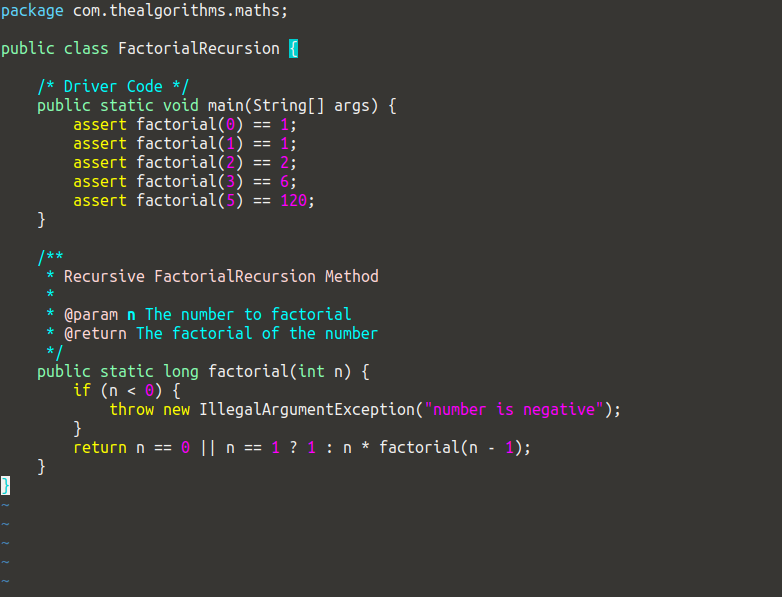 package com.thealgorithms.maths;

public class FactorialRecursion {

    /* Driver Code */
    public static void main(String[] args) {
        assert factorial(0) == 1;
        assert factorial(1) == 1;
        assert factorial(2) == 2;
        assert factorial(3) == 6;
        assert factorial(5) == 120;
    }

    /**
     * Recursive FactorialRecursion Method
     *
     * @param n The number to factorial
     * @return The factorial of the number
     */
    public static long factorial(int n) {
        if (n < 0) {
            throw new IllegalArgumentException("number is negative");
        }
        return n == 0 || n == 1 ? 1 : n * factorial(n - 1);
    }
}
~
~
~
~
~